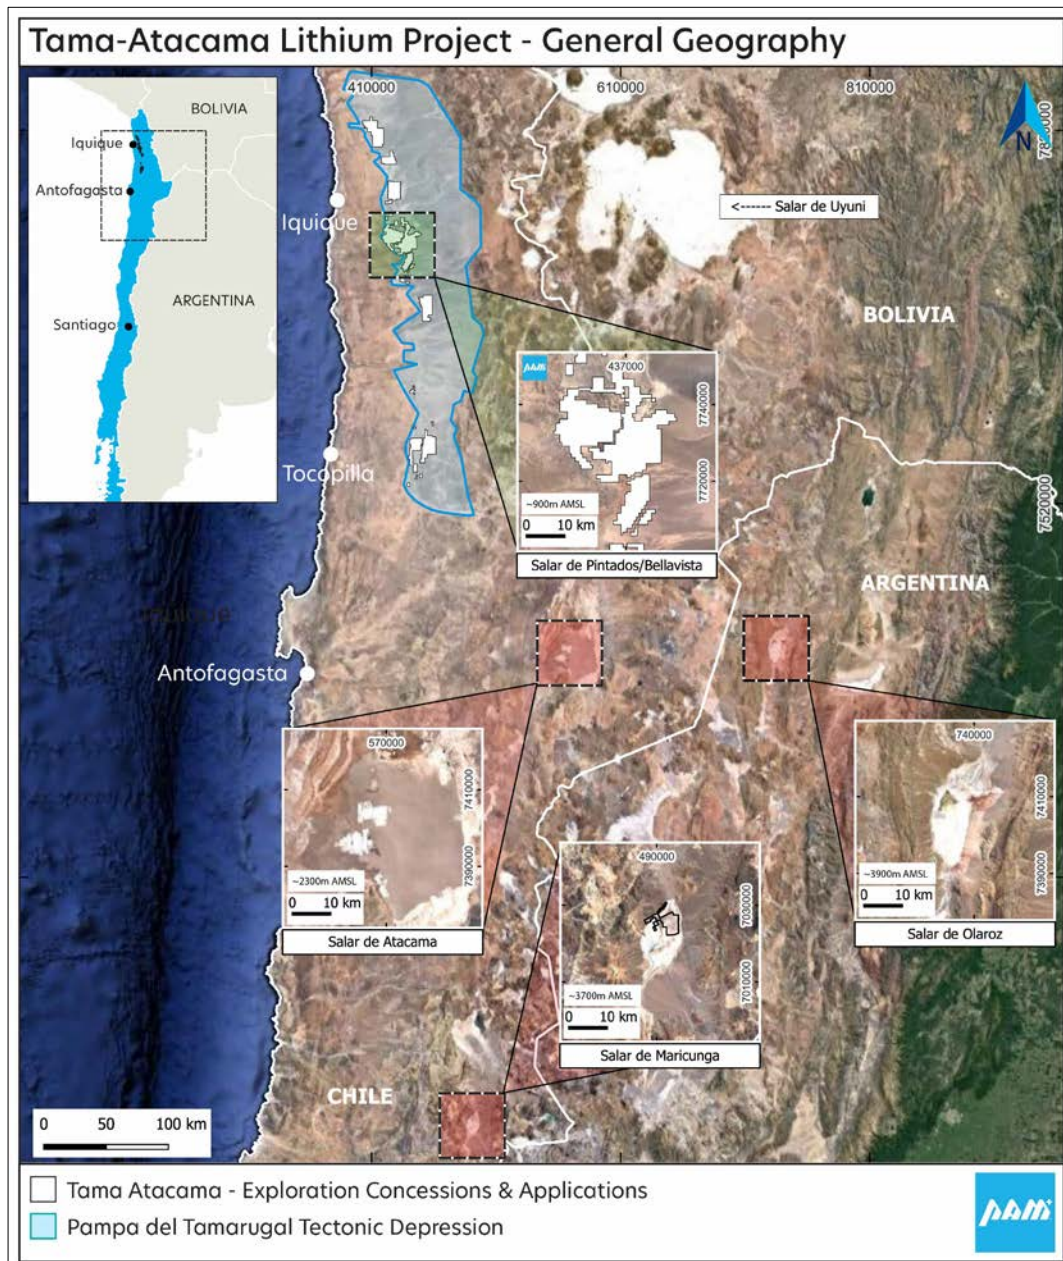 Tama-Atacama Lithium Project - General Geography
410000
610000
810000
BOLIVIA
Iquique
Antofagasta
ARGENTINA
Santiago
N
Iquique
<------ Salar de Uyuni
BOLIVIA
PAM
437000
7740000
7720000
~900m AMSL
0 10 km
Salar de Pintados/Bellavista
Tocopilla
7520000
ARGENTINA
Iquique
Antofagasta
570000
7410000
7390000
~2300m AMSL
0 10 km
Salar de Atacama
740000
7410000
7390000
~3900m AMSL
0 10 km
Salar de Olaroz
490000
7030000
7010000
~3700m AMSL
0 10 km
Salar de Maricunga
CHILE
0 50 100 km
Tama Atacama - Exploration Concessions & Applications
Pampa del Tamarugal Tectonic Depression
PAM